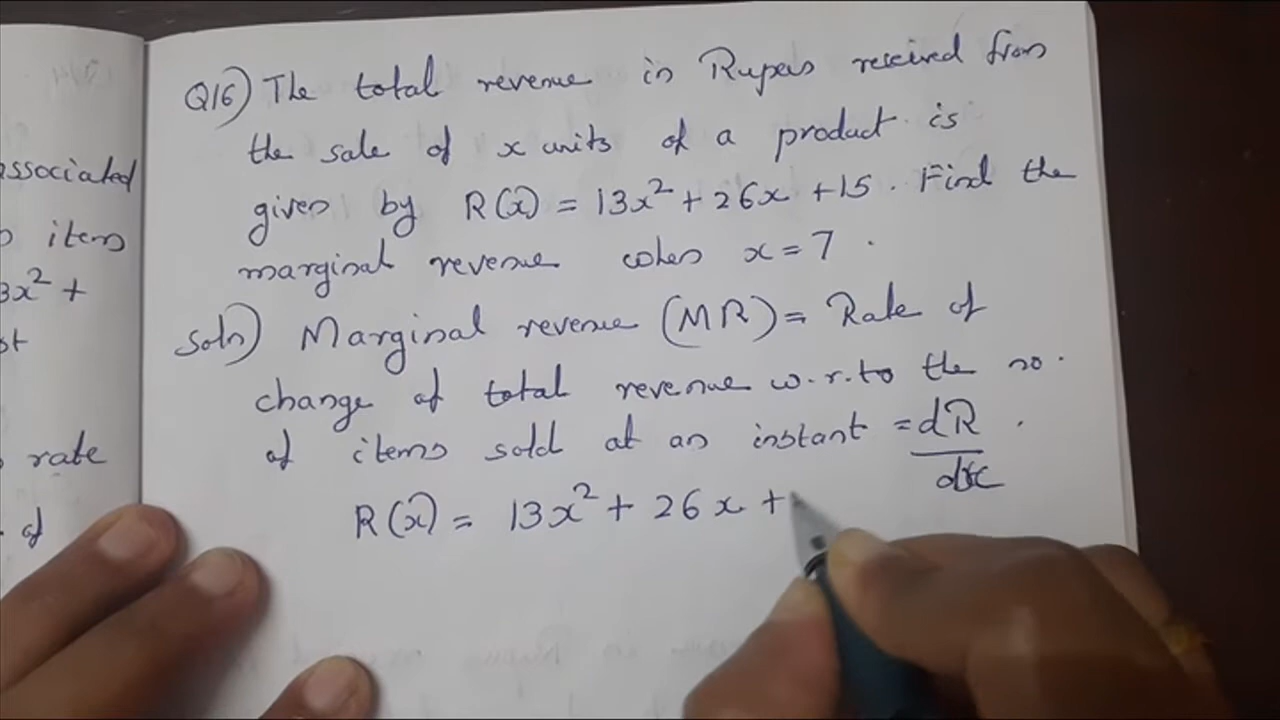 ssociated
items
3x² +
st
rate
of
Q16) The total revenue in Rupees received from
the sale of x units of a product is
given by R(x) = 13x² + 26x + 15. Find the
marginal revenue when x = 7.
Soln) Marginal revenue (MR) = Rate of
change of total revenue w.r.to the no.
of items sold at an instant = dR/dx.
R(x) = 13x² + 26x +